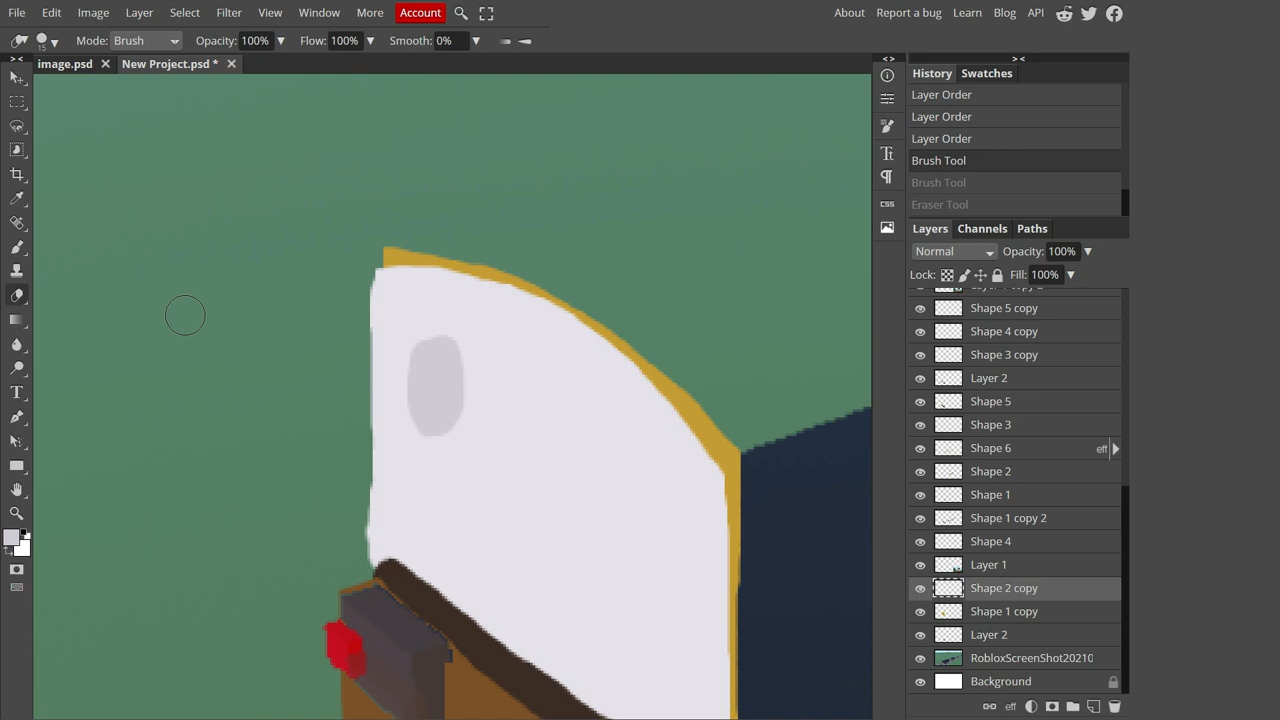 File Edit Image Layer Select Filter View Window More Account About Report a bug Learn Blog API
15 Mode: Brush Opacity: 100% Flow: 100% Smooth: 0%
image.psd New Project.psd *
History Swatches
Layer Order
Layer Order
Layer Order
Brush Tool
Brush Tool
Eraser Tool
Layers Channels Paths
Normal Opacity: 100%
Lock: Fill: 100%
Shape 5 copy
Shape 4 copy
Shape 3 copy
Layer 2
Shape 5
Shape 3
Shape 6 eff
Shape 2
Shape 1
Shape 1 copy 2
Shape 4
Layer 1
Shape 2 copy
Shape 1 copy
Layer 2
RobloxScreenShot20210
Background
eff
CSS